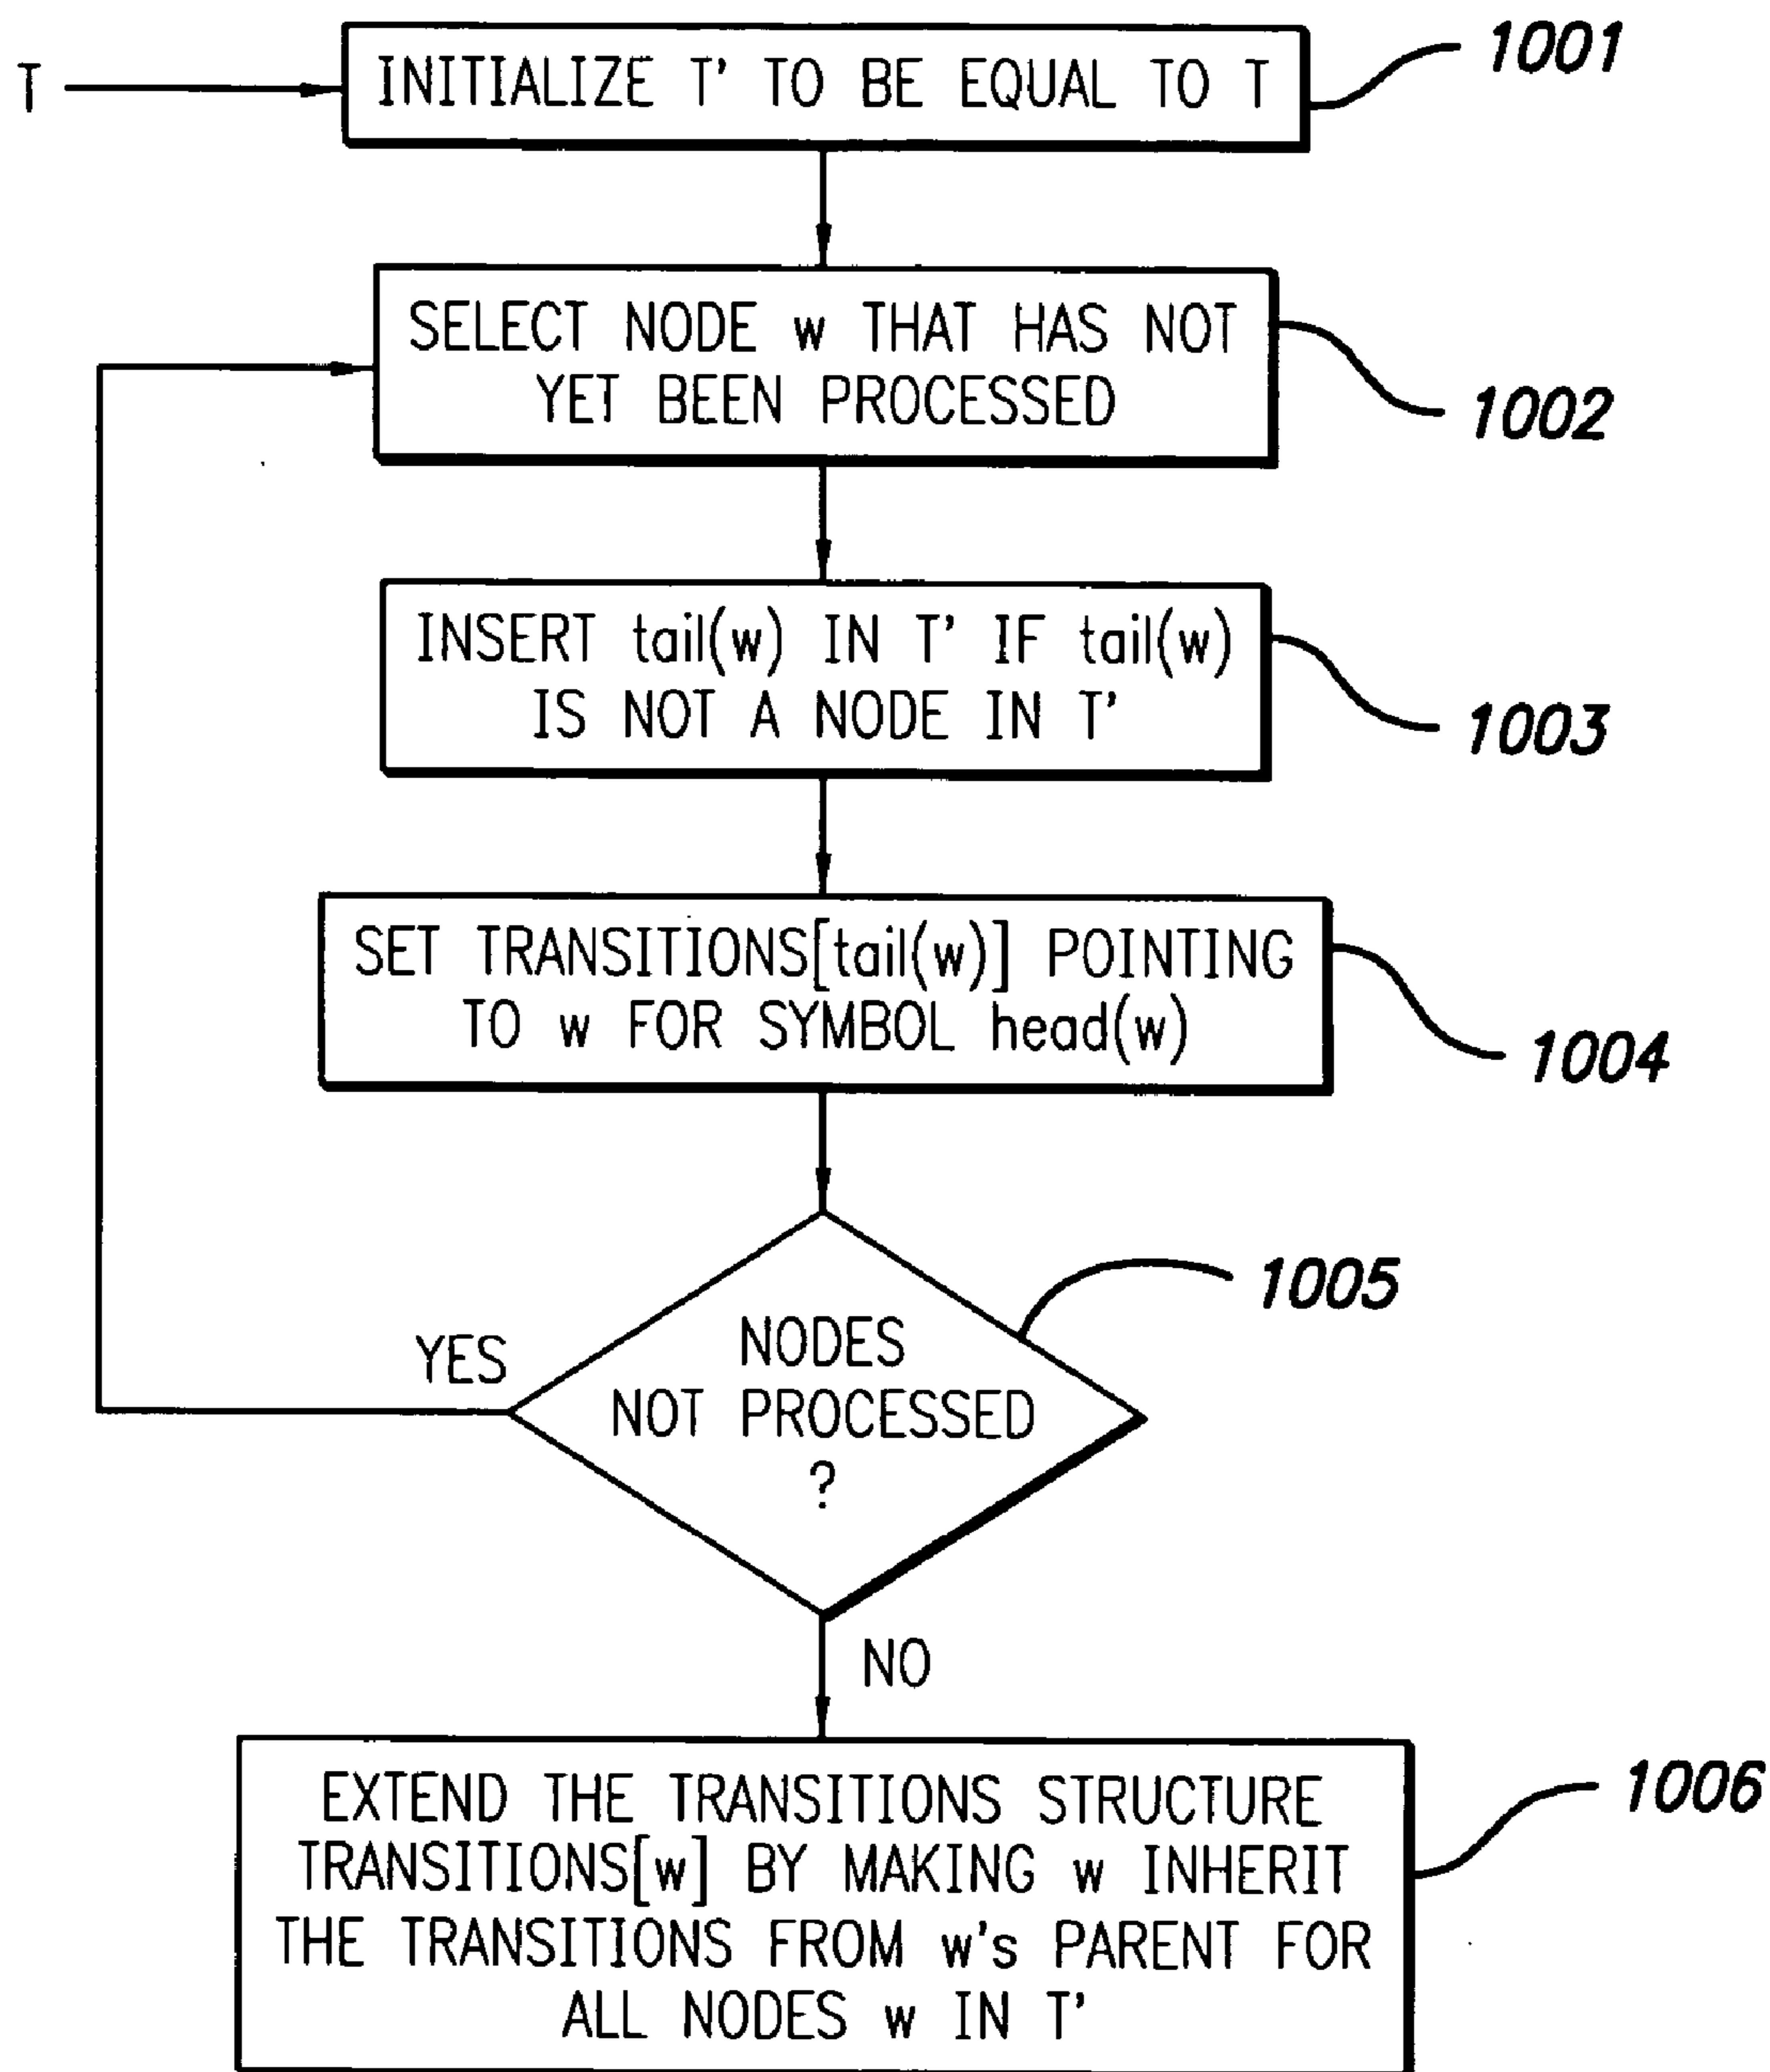 T
INITIALIZE T' TO BE EQUAL TO T
1001
SELECT NODE w THAT HAS NOT
YET BEEN PROCESSED
1002
INSERT tail(w) IN T' IF tail(w)
IS NOT A NODE IN T'
1003
SET TRANSITIONS[tail(w)] POINTING
TO w FOR SYMBOL head(w)
1004
NODES
NOT PROCESSED
?
1005
YES
NO
EXTEND THE TRANSITIONS STRUCTURE
TRANSITIONS[w] BY MAKING w INHERIT
THE TRANSITIONS FROM w's PARENT FOR
ALL NODES w IN T'
1006